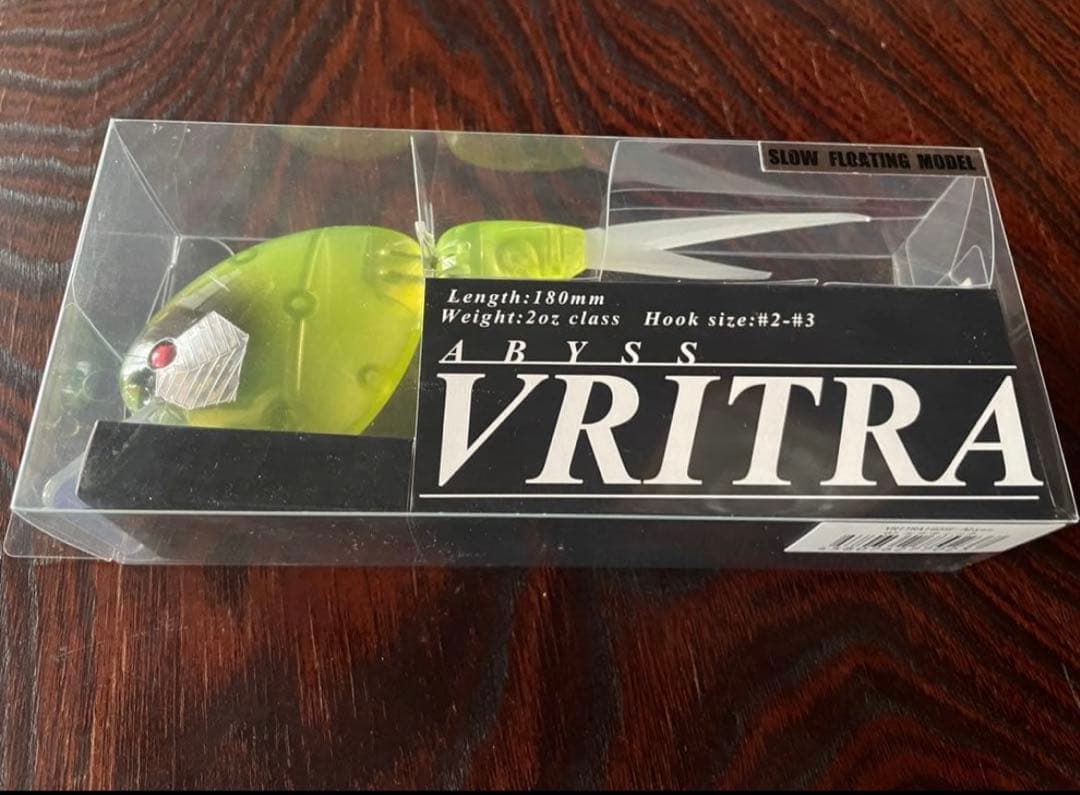 SLOW FLOATING MODEL
Length:180mm
Weight:2oz class Hook size:#2-#3
ABYSS
VRITRA